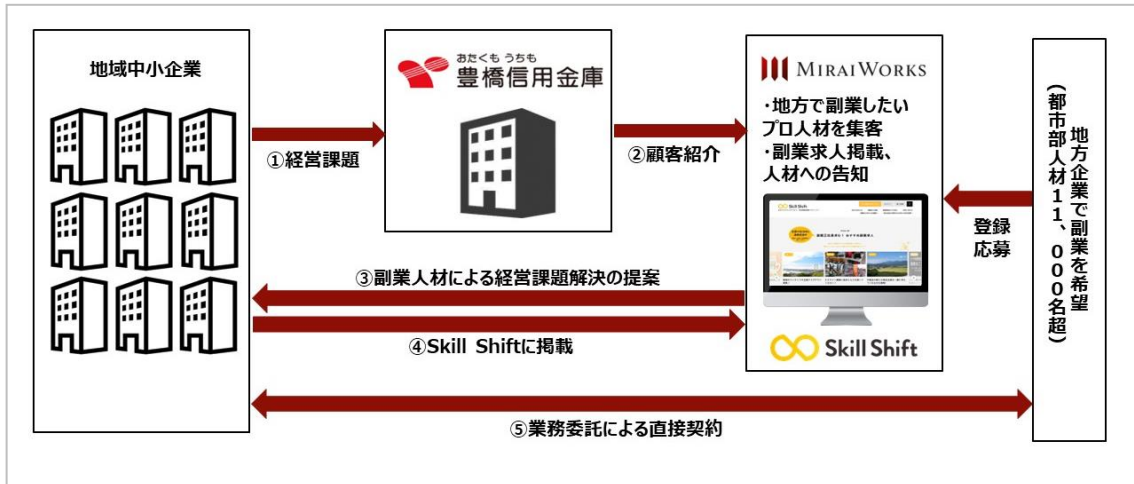 地域中小企業
①経営課題
おたくも うちも
豊橋信用金庫
②顧客紹介
MIRAIWORKS
・地方で副業したい
プロ人材を集客
・副業求人掲載、
人材への告知
Skill Shift
Skill Shift
登録
応募
地方企業で副業を希望
(都市部人材11、000名超)
③副業人材による経営課題解決の提案
④Skill Shiftに掲載
⑤業務委託による直接契約